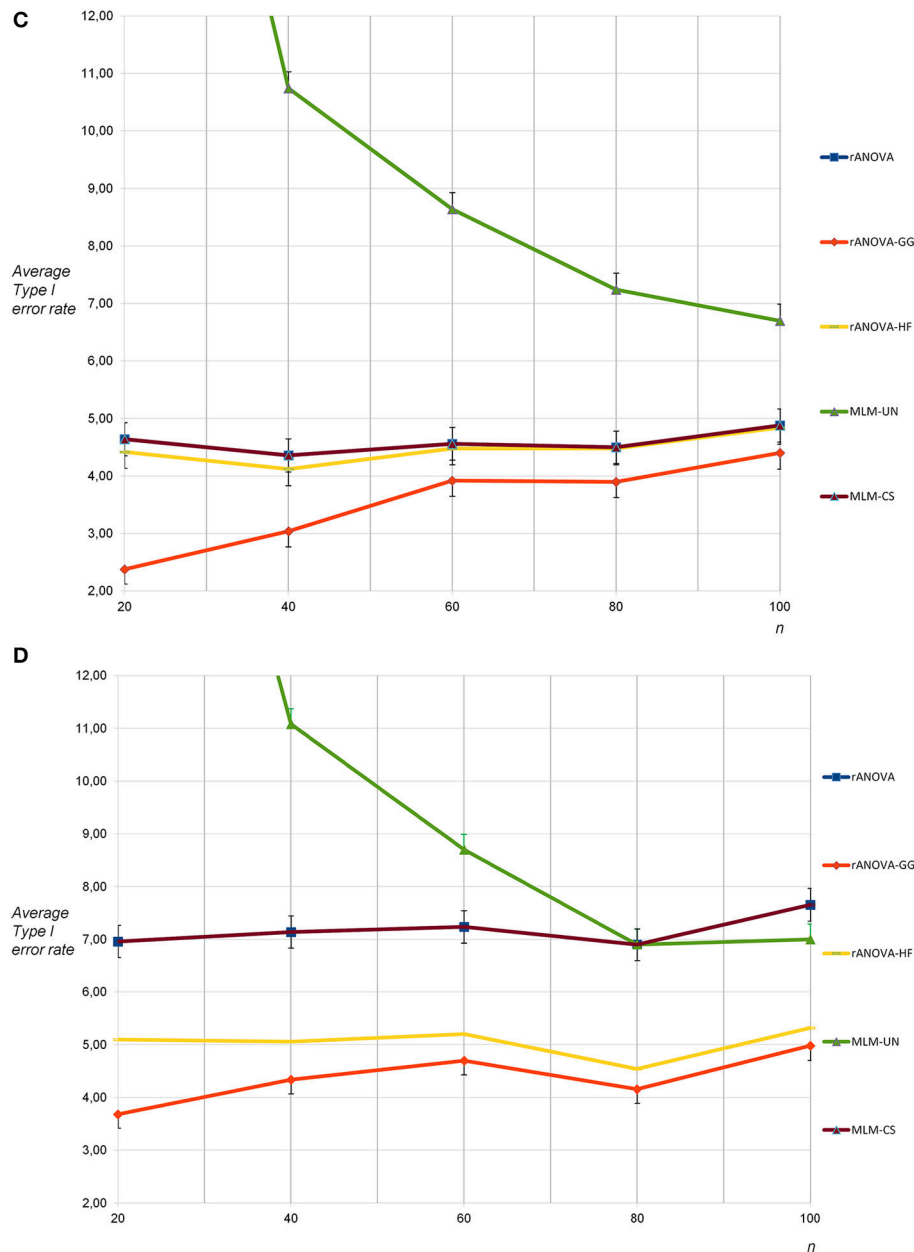 C
12,00
11,00
10,00
9,00
8,00
7,00
6,00
5,00
4,00
3,00
2,00
Average
Type I
error rate
20
40
60
80
100
n
rANOVA
rANOVA-GG
rANOVA-HF
MLM-UN
MLM-CS
D
12,00
11,00
10,00
9,00
8,00
7,00
6,00
5,00
4,00
3,00
2,00
Average
Type I
error rate
20
40
60
80
100
n
rANOVA
rANOVA-GG
rANOVA-HF
MLM-UN
MLM-CS